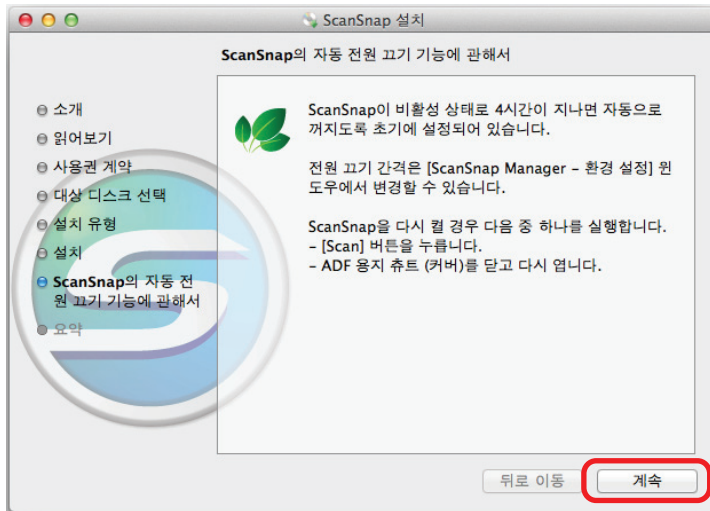 ScanSnap 설치
ScanSnap의 자동 전원 끄기 기능에 관해서
소개
읽어보기
사용권 계약
대상 디스크 선택
설치 유형
설치
ScanSnap의 자동 전
원 끄기 기능에 관해서
요약
ScanSnap이 비활성 상태로 4시간이 지나면 자동으로
꺼지도록 초기에 설정되어 있습니다.
전원 끄기 간격은 [ScanSnap Manager – 환경 설정] 윈
도우에서 변경할 수 있습니다.
ScanSnap을 다시 켤 경우 다음 중 하나를 실행합니다.
– [Scan] 버튼을 누릅니다.
– ADF 용지 츄트 (커버)를 닫고 다시 엽니다.
뒤로 이동
계속